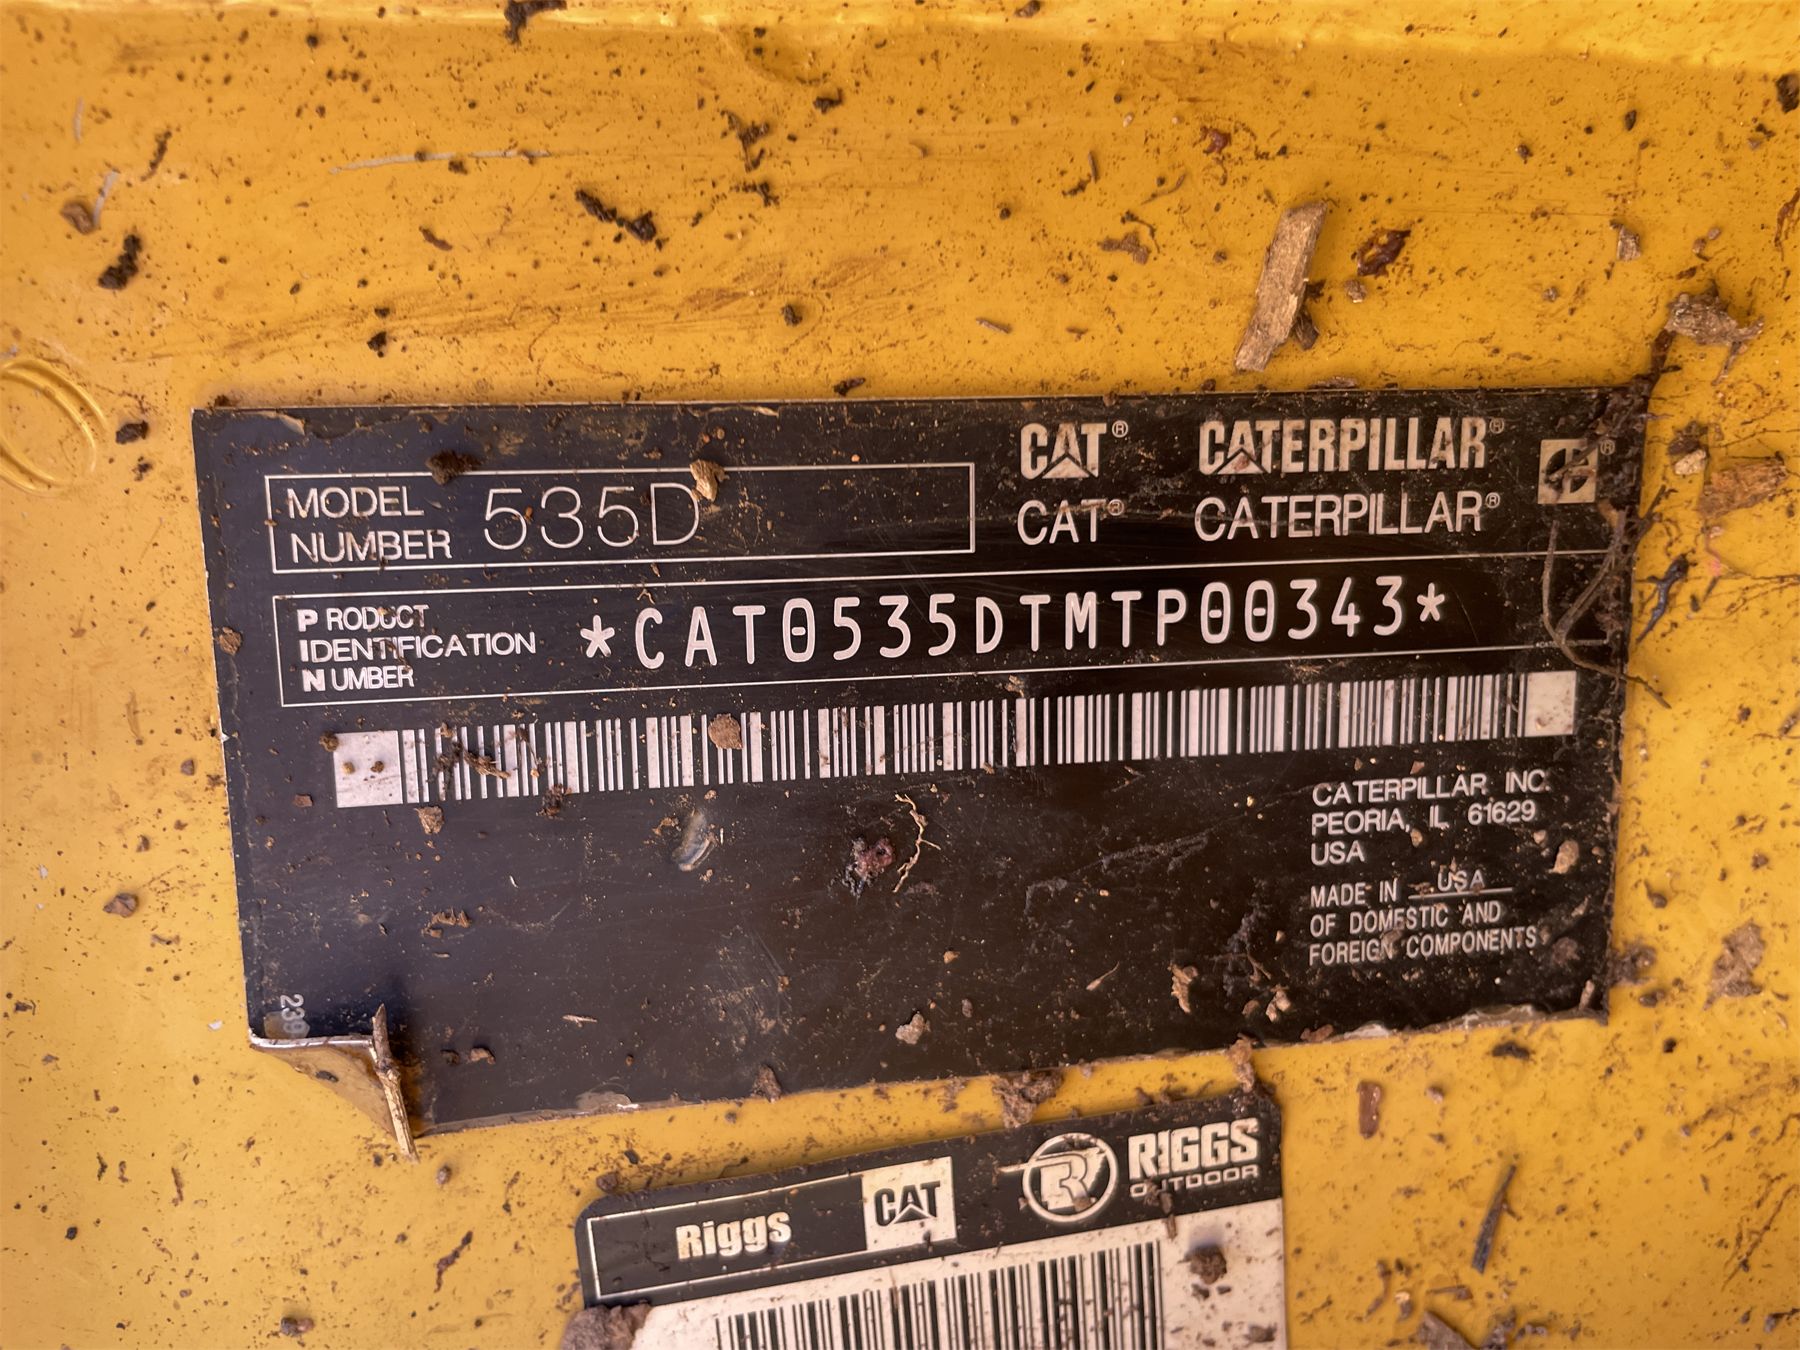 MODEL NUMBER 535D
CAT® CATERPILLAR® ®
CAT® CATERPILLAR®
PRODUCT
IDENTIFICATION
NUMBER
*CAT0535DTMTP00343*
CATERPILLAR INC.
PEORIA, IL 61629
USA
MADE IN USA
OF DOMESTIC AND
FOREIGN COMPONENTS
Riggs CAT R RIGGS
OUTDOOR